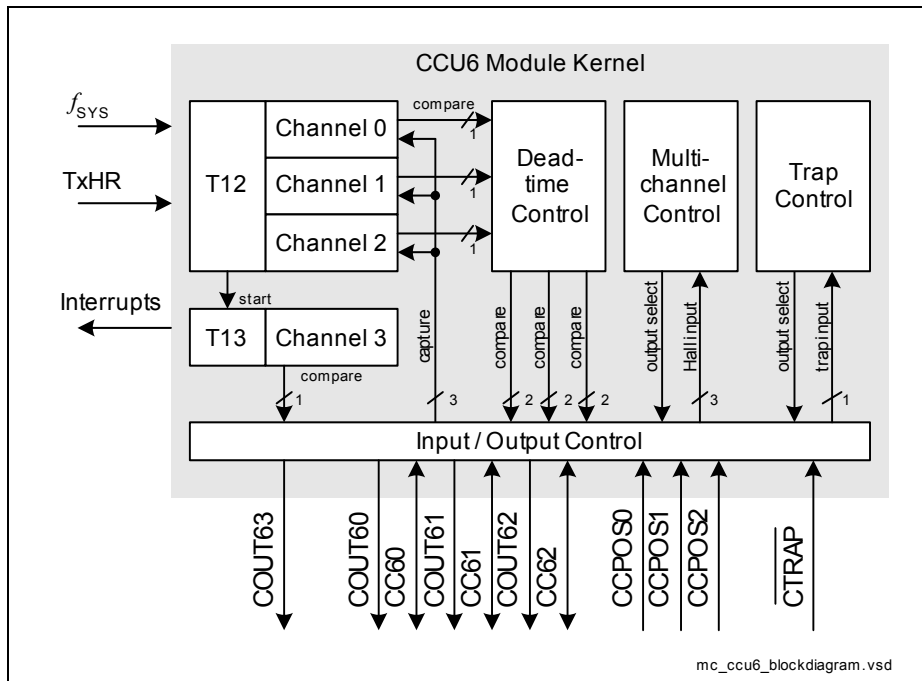 CCU6 Module Kernel
fSYS
TxHR
Interrupts
T12
Channel 0
Channel 1
Channel 2
compare
1
1
1
Dead-
time
Control
Multi-
channel
Control
Trap
Control
start
T13
Channel 3
compare
1
capture
3
compare
2
compare
2
compare
2
output select
Hall input
3
output select
trap input
1
Input / Output Control
COUT63
COUT60
CC60
COUT61
CC61
COUT62
CC62
CCPOS0
CCPOS1
CCPOS2
CTRAP
mc_ccu6_blockdiagram.vsd